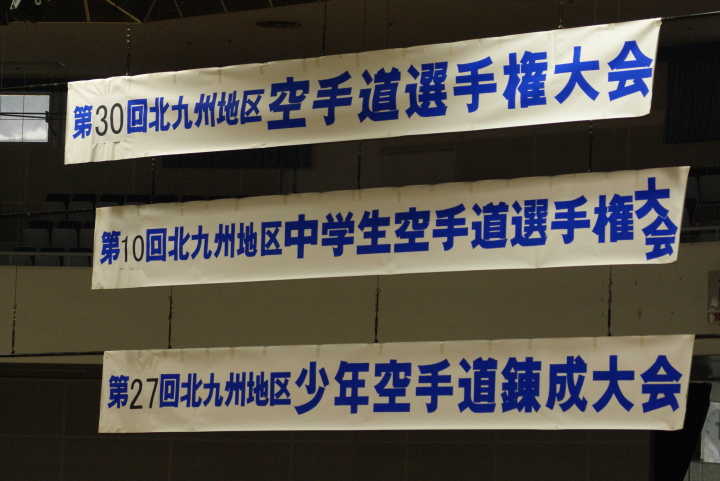 第30回北九州地区空手道選手権大会
第10回北九州地区中学生空手道選手権大会
第27回北九州地区少年空手道錬成大会